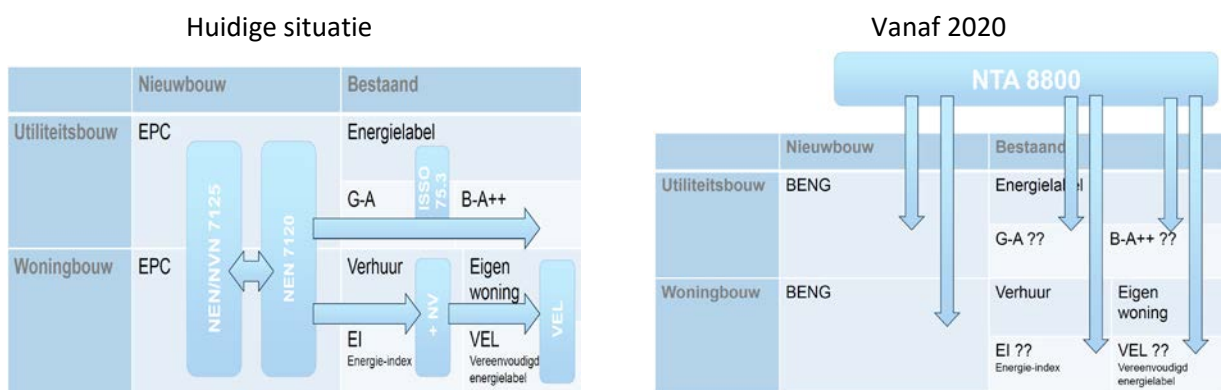 Huidige situatie
Nieuwbouw Bestaand
Utiliteitsbouw EPC Energielabel
G-A B-A++
ISSO 75.3
NEN/NVN 7125
NEN 7120
Woningbouw EPC Verhuur Eigen woning
+ NV
VEL
EI VEL
Energie-index Vereenvoudigd energielabel
Vanaf 2020
NTA 8800
Nieuwbouw Bestaand
Utiliteitsbouw BENG Energielabel
G-A ?? B-A++ ??
Woningbouw BENG Verhuur Eigen woning
EI ?? VEL ??
Energie-index Vereenvoudigd energielabel